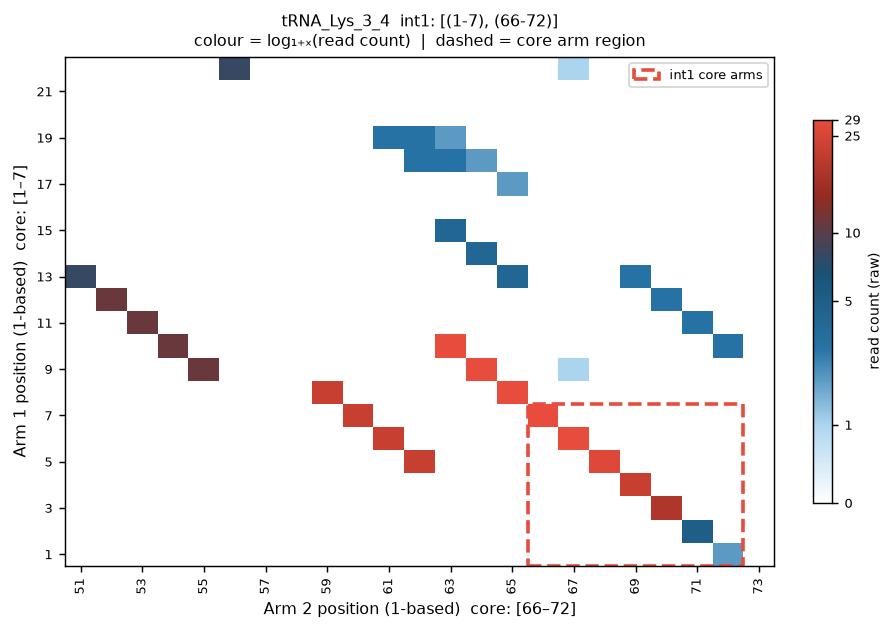 tRNA_Lys_3_4  int1: [(1-7), (66-72)]
colour = log₁₊ₓ(read count)  |  dashed = core arm region
int1 core arms
Arm 1 position (1-based)  core: [1–7]
21
19
17
15
13
11
9
7
5
3
1
51 53 55 57 59 61 63 65 67 69 71 73
Arm 2 position (1-based)  core: [66–72]
29
25
10
5
1
0
read count (raw)